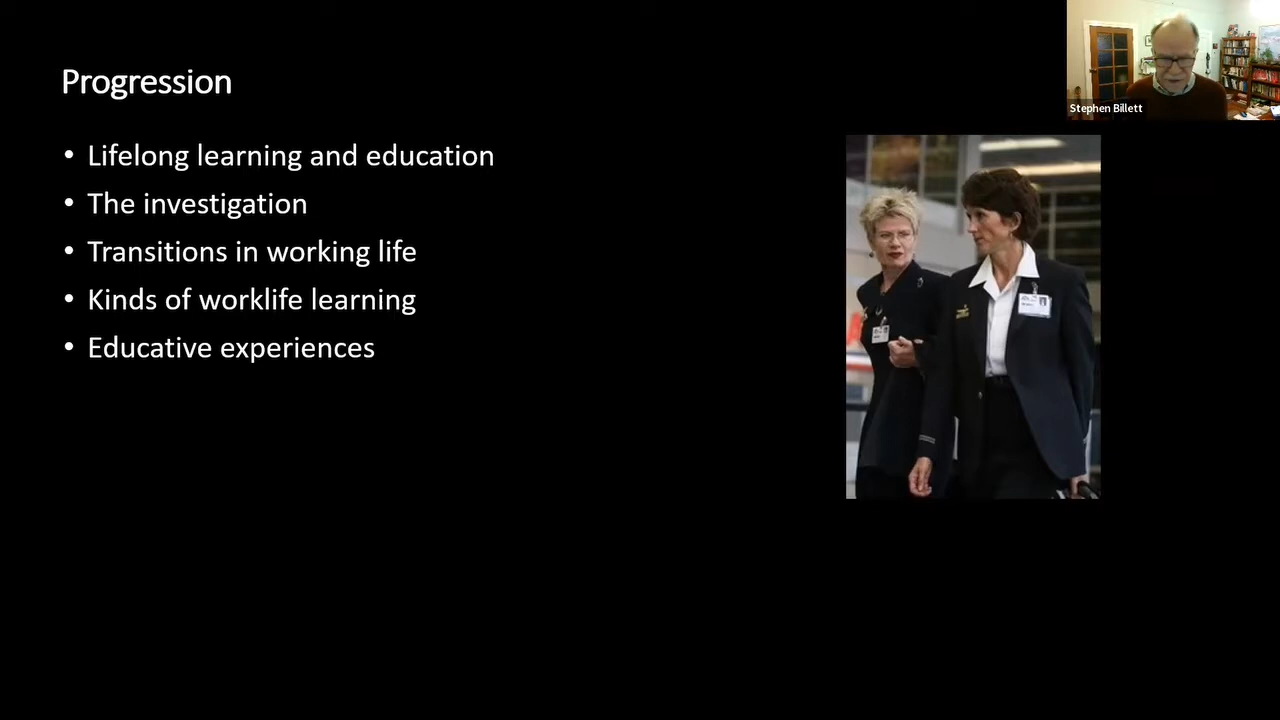 Progression
• Lifelong learning and education
• The investigation
• Transitions in working life
• Kinds of worklife learning
• Educative experiences
Stephen Billett